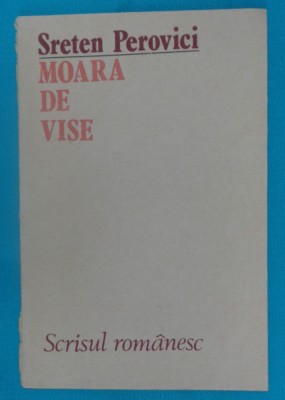 Sreten Perovici
MOARA
DE
VISE
Scrisul românesc